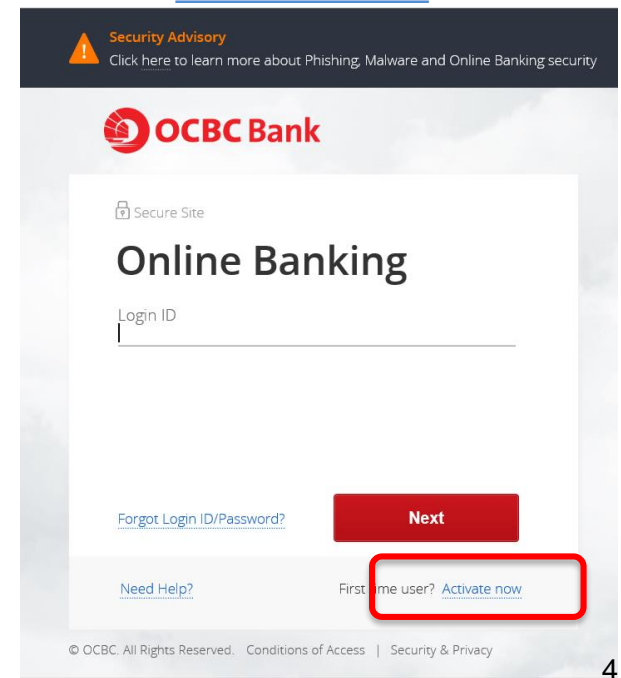 Security Advisory
Click here to learn more about Phishing, Malware and Online Banking security
OCBC Bank
Secure Site
Online Banking
Login ID
Forgot Login ID/Password?
Next
Need Help?
First time user? Activate now
© OCBC. All Rights Reserved. Conditions of Access | Security & Privacy
4